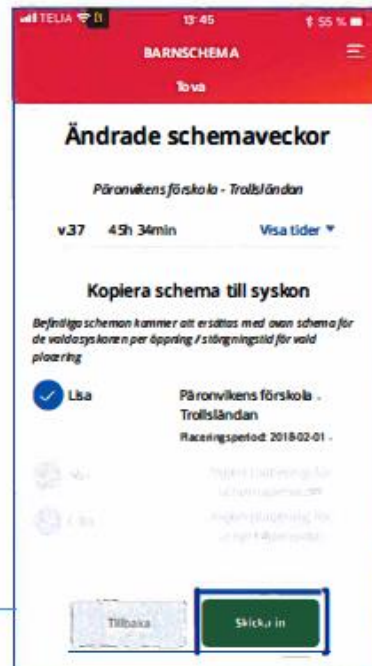 TELIA 13:45 55 %
BARNSCHEMA
Tova
Ändrade schemaveckor
Päronvikens förskola - Trollsländan
v.37 45h 34min Visa tider
Kopiera schema till syskon
Befintliga scheman kommer att ersättas med ovan schema för
de valda syskonen per öppning / stängningstid för vald
placering
Lisa Päronvikens förskola -
Trollsländan
Placeringsperiod: 2018-02-01 -
Tillbaka Skicka in